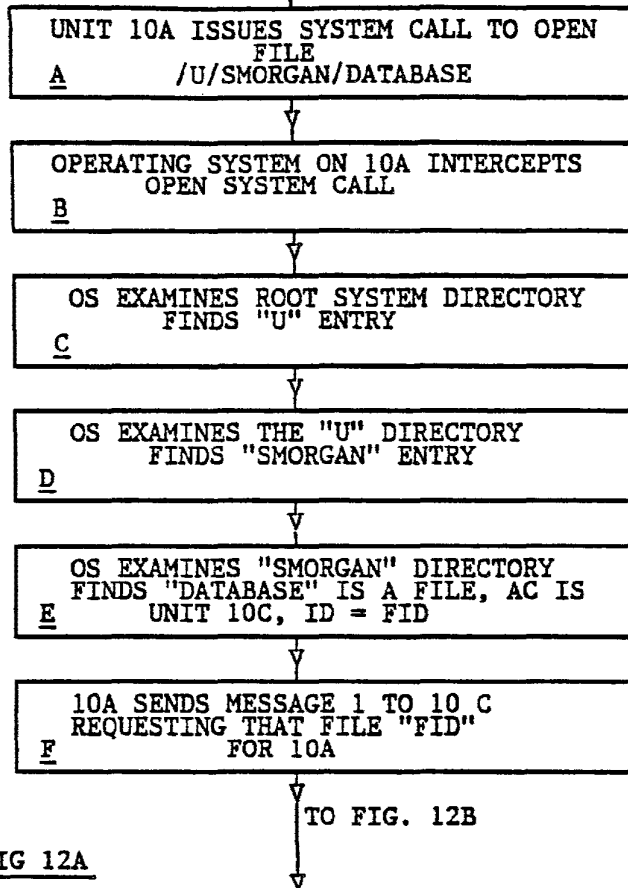 UNIT 10A ISSUES SYSTEM CALL TO OPEN
FILE
A /U/SMORGAN/DATABASE
OPERATING SYSTEM ON 10A INTERCEPTS
OPEN SYSTEM CALL
B
OS EXAMINES ROOT SYSTEM DIRECTORY
FINDS "U" ENTRY
C
OS EXAMINES THE "U" DIRECTORY
FINDS "SMORGAN" ENTRY
D
OS EXAMINES "SMORGAN" DIRECTORY
FINDS "DATABASE" IS A FILE, AC IS
E UNIT 10C, ID = FID
10A SENDS MESSAGE 1 TO 10 C
REQUESTING THAT FILE "FID"
F FOR 10A
TO FIG. 12B
IG 12A